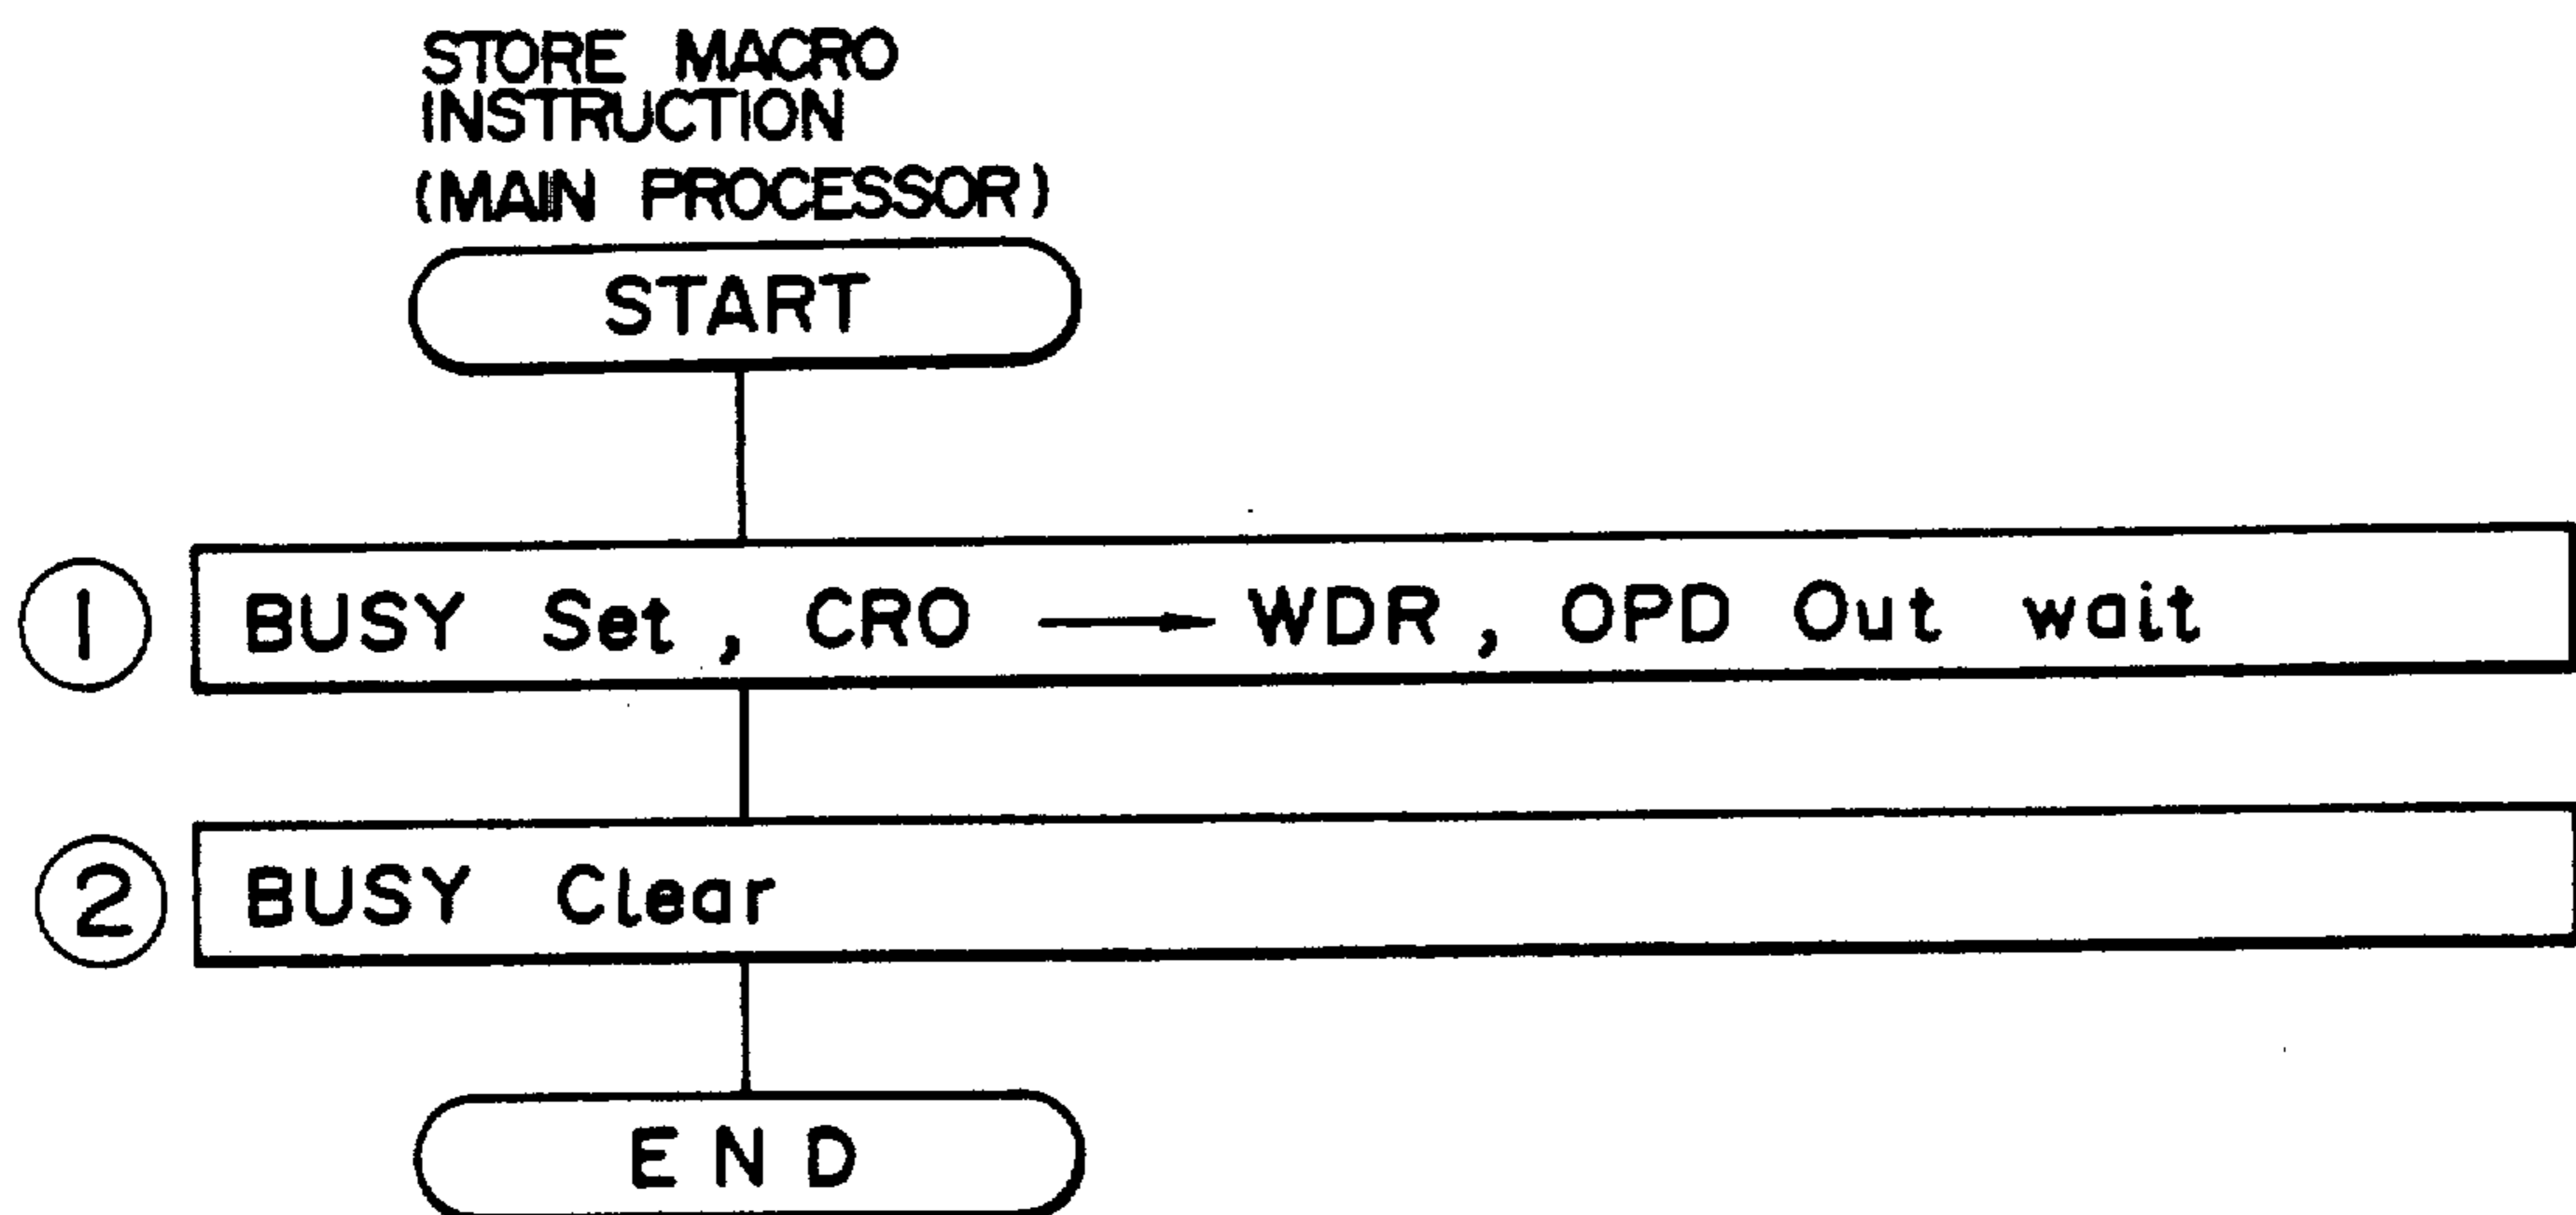 STORE MACRO
INSTRUCTION
(MAIN PROCESSOR)
START
1 BUSY Set, CRO → WDR, OPD Out wait
2 BUSY Clear
END